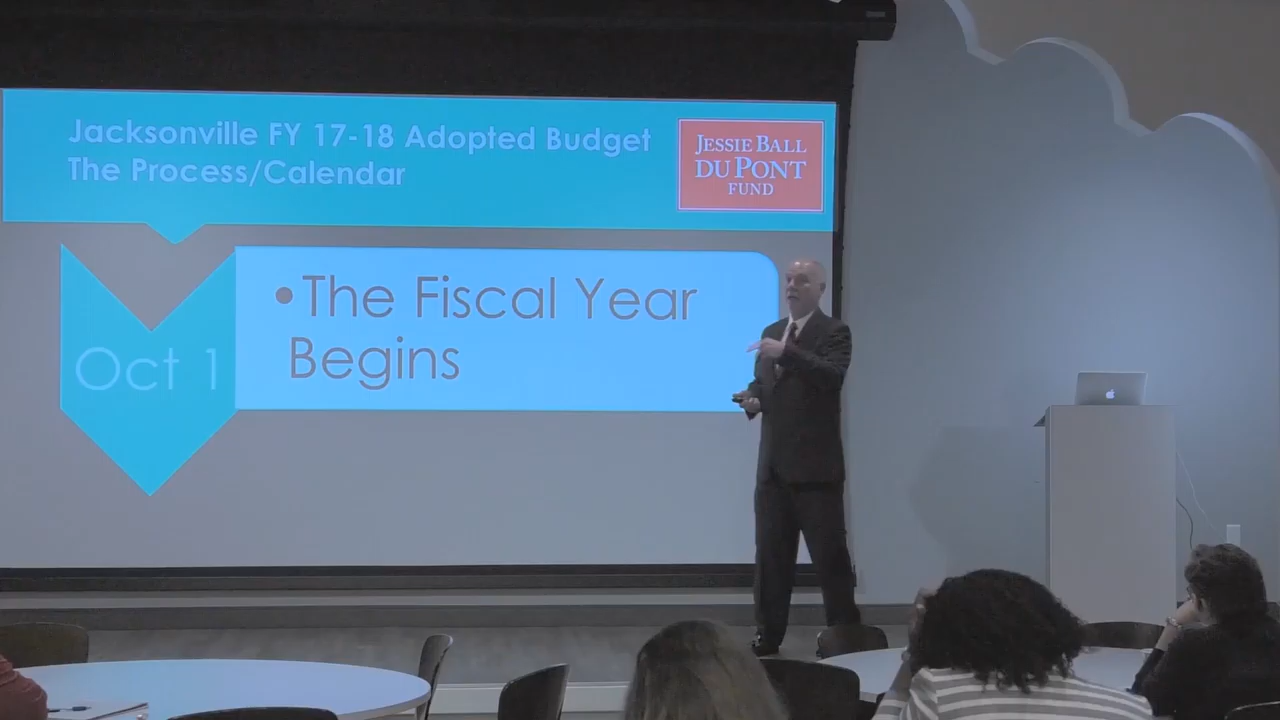 Jacksonville FY 17-18 Adopted Budget
The Process/Calendar
JESSIE BALL
DU PONT
FUND
Oct 1
•The Fiscal Year
Begins